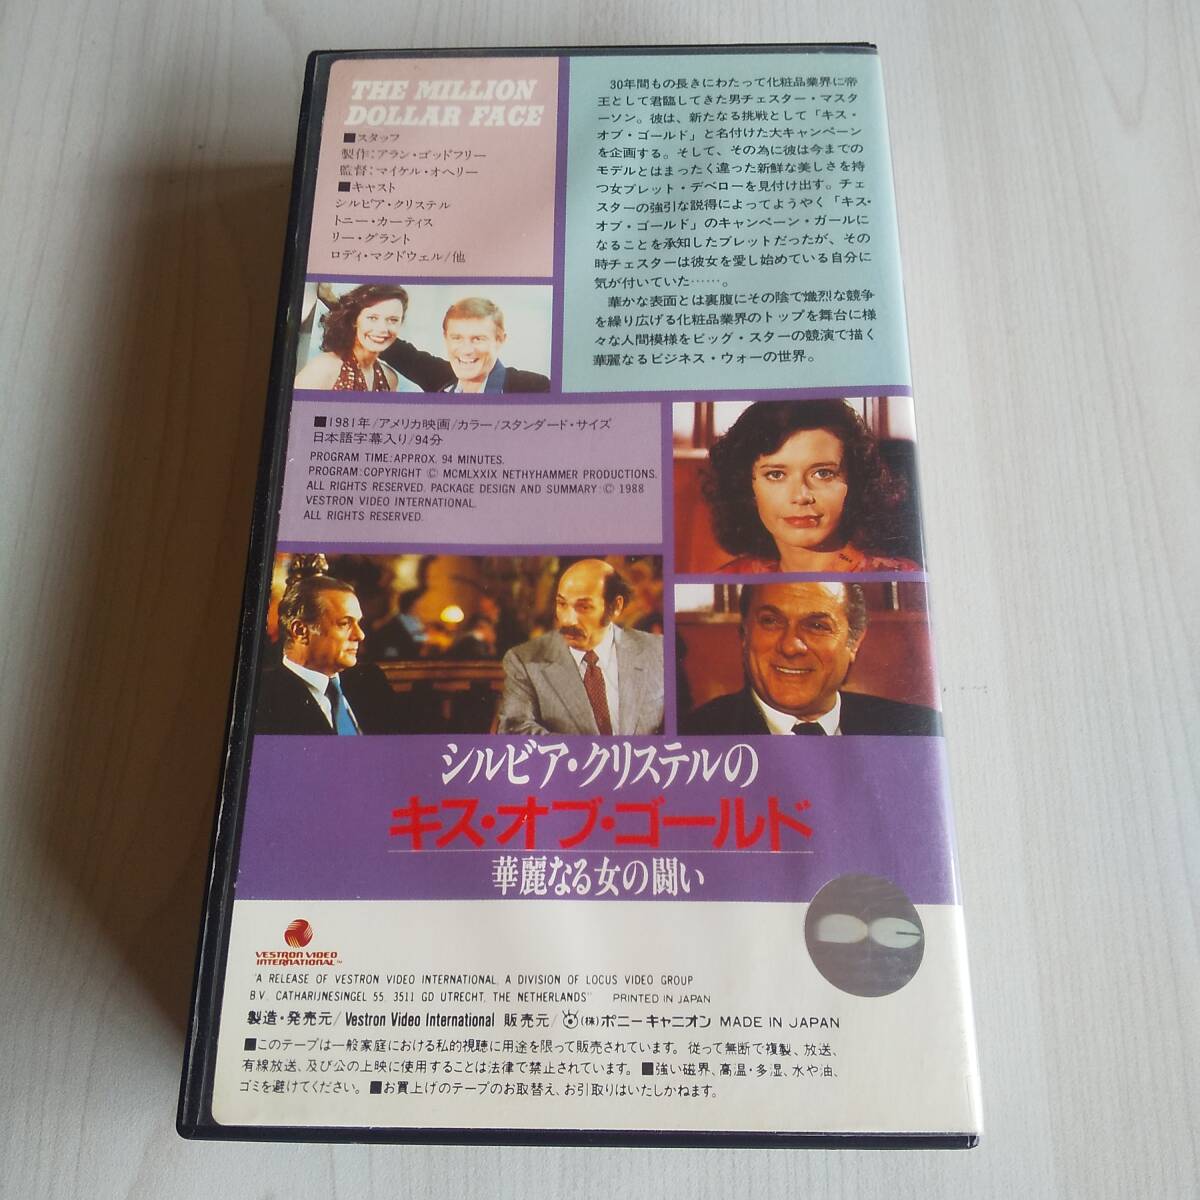 THE MILLION
DOLLAR FACE
■スタッフ
製作:アラン・ゴッドフリー
監督:マイケル・オヘリー
■キャスト
シルビア・クリステル
トニー・カーティス
リー・グラント
ロディ・マクドウェル/他
30年間もの長きにわたって化粧品業界に帝
王として君臨してきた男チェスター・マスタ
ーソン。彼は、新たなる挑戦として「キス・
オブ・ゴールド」と名付けた大キャンペーン
を企画する。そして、その為に彼は今までの
モデルとはまったく違った新鮮な美しさを持
つ女ブレット・デベローを見付け出す。チェ
スターの強引な説得によってようやく「キス・
オブ・ゴールド」のキャンペーン・ガールに
なることを承知したブレットだったが、その
時チェスターは彼女を愛し始めている自分に
気が付いていた……。
華かな表面とは裏腹にその陰で熾烈な競争
を繰り広げる化粧品業界のトップを舞台に様
々な人間模様をビッグ・スターの競演で描く
華麗なるビジネス・ウォーの世界。
■1981年/アメリカ映画/カラー/スタンダード・サイズ
日本語字幕入り/94分
PROGRAM TIME:APPROX. 94 MINUTES.
PROGRAM:COPYRIGHT © MCMLXXIX NETHYHAMMER PRODUCTIONS.
ALL RIGHTS RESERVED. PACKAGE DESIGN AND SUMMARY:© 1988
VESTRON VIDEO INTERNATIONAL.
ALL RIGHTS RESERVED.
シルビア・クリステルの
キス・オブ・ゴールド
華麗なる女の闘い
VESTRON VIDEO
INTERNATIONAL™
"A RELEASE OF VESTRON VIDEO INTERNATIONAL, A DIVISION OF LOCUS VIDEO GROUP
B.V. CATHARIJNESINGEL 55, 3511 GD UTRECHT, THE NETHERLANDS" PRINTED IN JAPAN
製造・発売元/Vestron Video International 販売元/(株)ポニーキャニオン MADE IN JAPAN
■このテープは一般家庭における私的視聴に用途を限って販売されています。従って無断で複製、放送、
有線放送、及び公の上映に使用することは法律で禁止されています。■強い磁界、高温・多湿、水や油、
ゴミを避けてください。■お買上げのテープのお取替え、お引取りはいたしかねます。